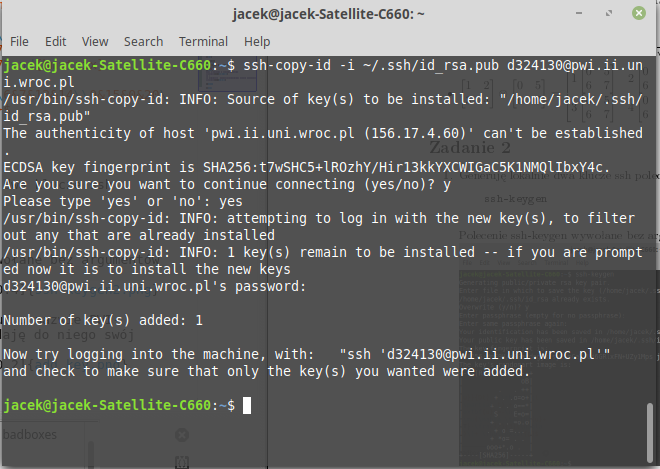 jacek@jacek-Satellite-C660: ~
File Edit View Search Terminal Help
jacek@jacek-Satellite-C660:~$ ssh-copy-id -i ~/.ssh/id_rsa.pub d324130@pwi.ii.un
i.wroc.pl
/usr/bin/ssh-copy-id: INFO: Source of key(s) to be installed: "/home/jacek/.ssh/
id_rsa.pub"
The authenticity of host 'pwi.ii.uni.wroc.pl (156.17.4.60)' can't be established
.
ECDSA key fingerprint is SHA256:t7wSHC5+lROzhY/Hir13kkYXCWIGaC5K1NMQlIbxY4c.
Are you sure you want to continue connecting (yes/no)? y
Please type 'yes' or 'no': yes
/usr/bin/ssh-copy-id: INFO: attempting to log in with the new key(s), to filter
out any that are already installed
/usr/bin/ssh-copy-id: INFO: 1 key(s) remain to be installed -- if you are prompt
ed now it is to install the new keys
d324130@pwi.ii.uni.wroc.pl's password:
Number of key(s) added: 1
Now try logging into the machine, with:   "ssh 'd324130@pwi.ii.uni.wroc.pl'"
and check to make sure that only the key(s) you wanted were added.
jacek@jacek-Satellite-C660:~$
Zadanie 2
ssh-keygen
Polecenie ssh-keygen wywołane bez
do niego swój
badboxes